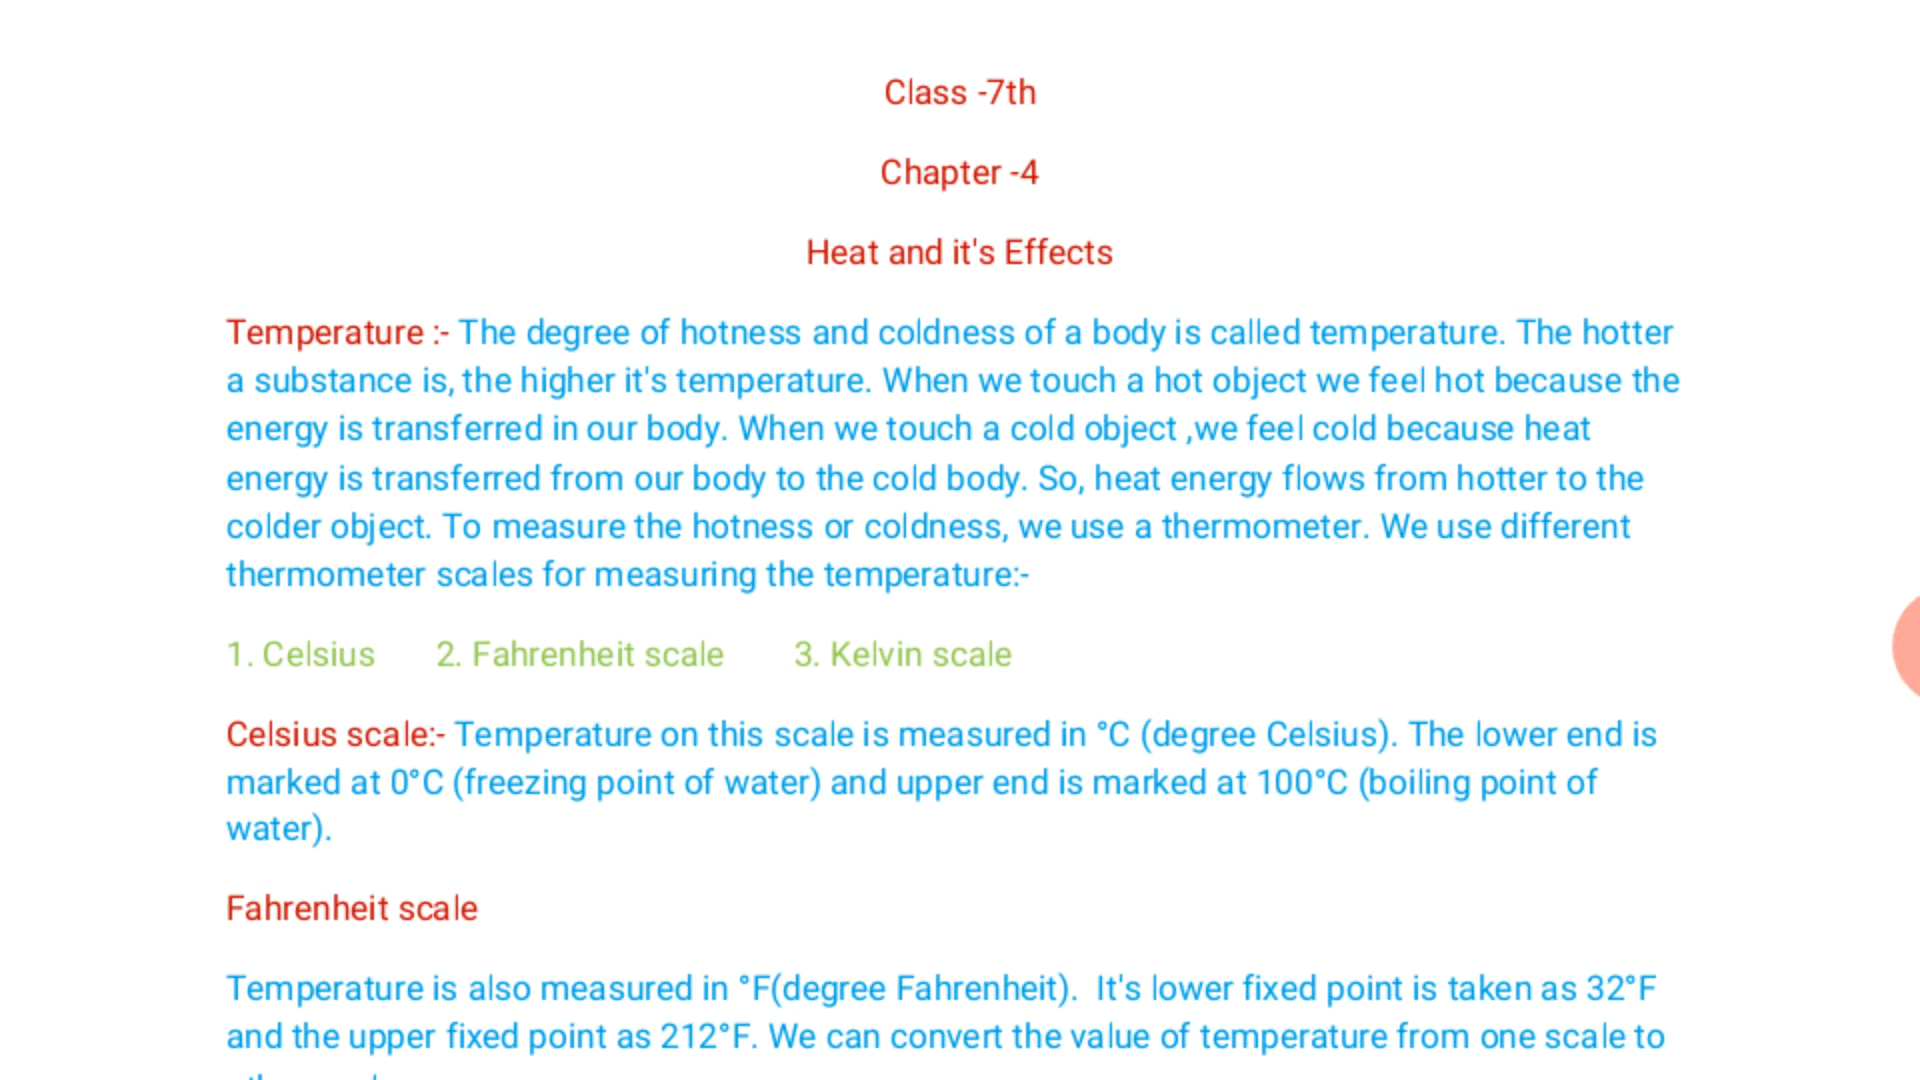 Class -7th
Chapter -4
Heat and it's Effects
Temperature :- The degree of hotness and coldness of a body is called temperature. The hotter
a substance is, the higher it's temperature. When we touch a hot object we feel hot because the
energy is transferred in our body. When we touch a cold object ,we feel cold because heat
energy is transferred from our body to the cold body. So, heat energy flows from hotter to the
colder object. To measure the hotness or coldness, we use a thermometer. We use different
thermometer scales for measuring the temperature:-
1. Celsius 2. Fahrenheit scale 3. Kelvin scale
Celsius scale:- Temperature on this scale is measured in °C (degree Celsius). The lower end is
marked at 0°C (freezing point of water) and upper end is marked at 100°C (boiling point of
water).
Fahrenheit scale
Temperature is also measured in °F(degree Fahrenheit). It's lower fixed point is taken as 32°F
and the upper fixed point as 212°F. We can convert the value of temperature from one scale to